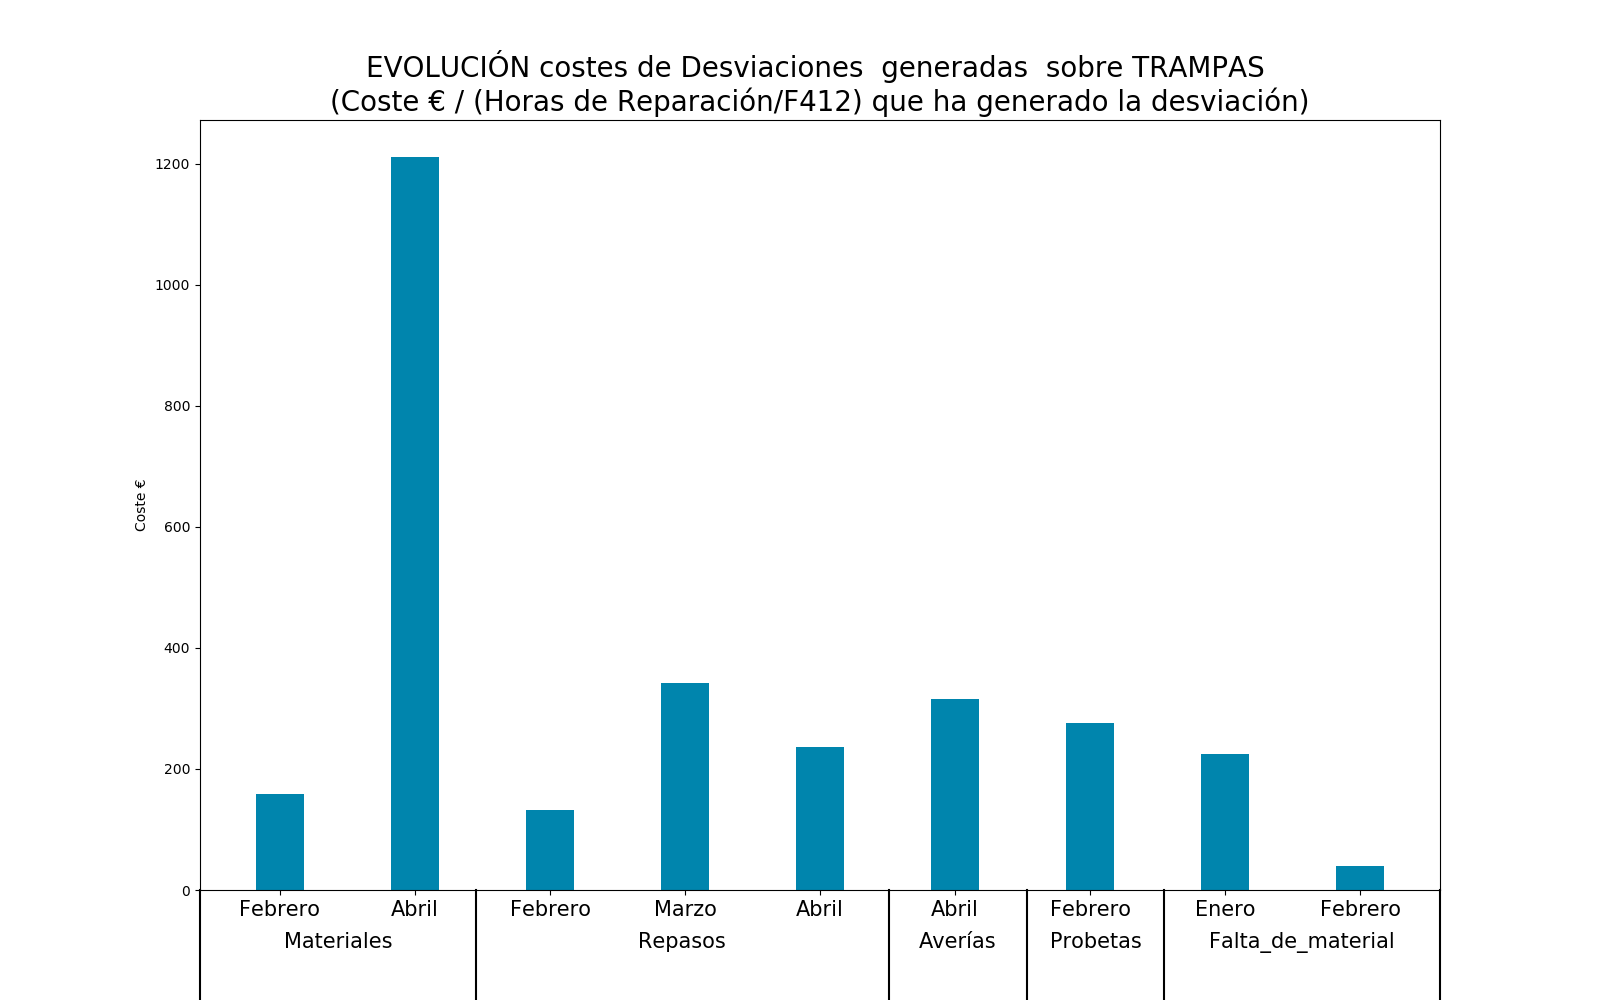 EVOLUCIÓN costes de Desviaciones  generadas  sobre TRAMPAS
(Coste € / (Horas de Reparación/F412) que ha generado la desviación)
1200
1000
800
600
400
200
0
Coste €
Febrero Abril Febrero Marzo Abril Abril Febrero Enero Febrero
Materiales Repasos Averías Probetas Falta_de_material